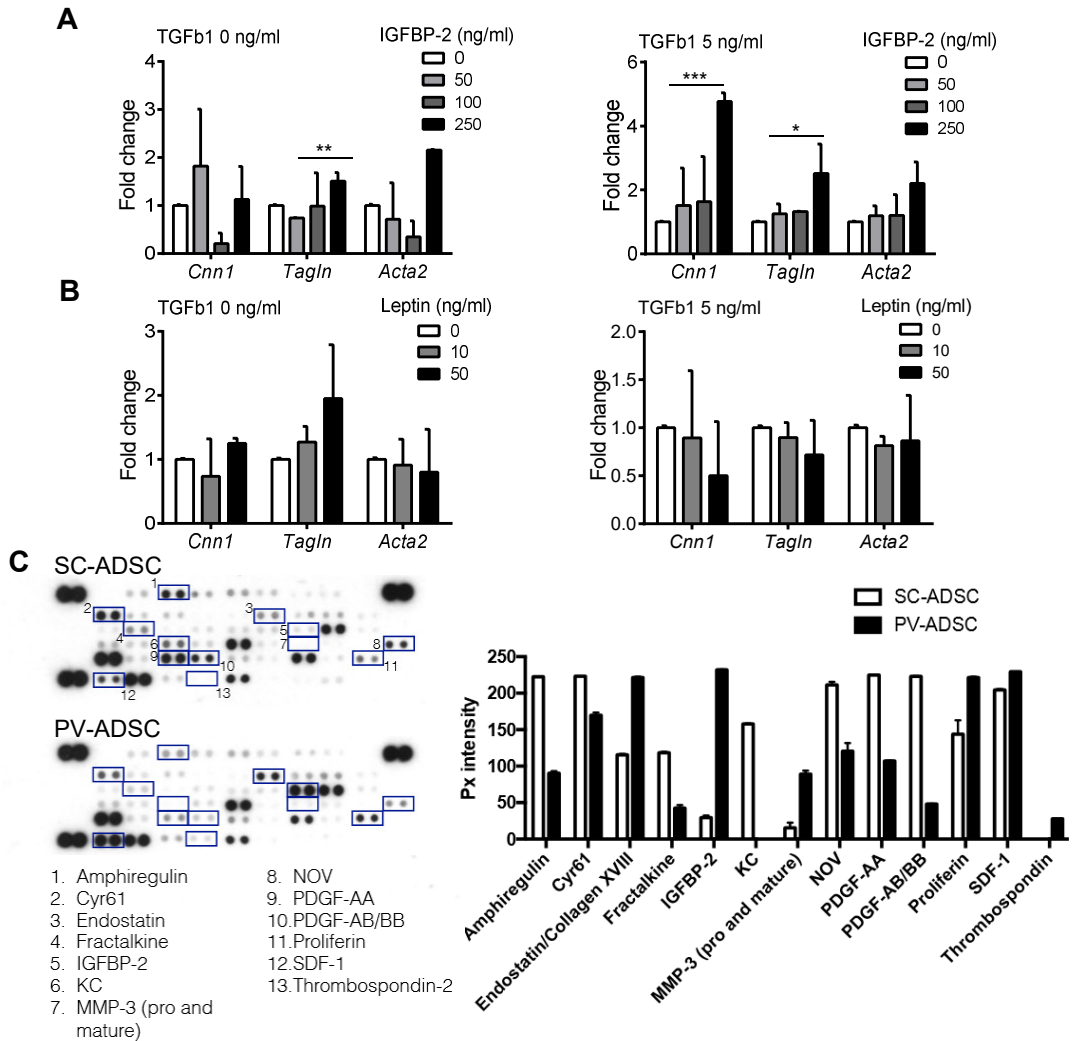 A
TGFb1 0 ng/ml
IGFBP-2 (ng/ml)
0
50
100
250
Fold change
4
3
2
1
0
**
Cnn1
Tagln
Acta2
TGFb1 5 ng/ml
IGFBP-2 (ng/ml)
0
50
100
250
Fold change
6
4
2
0
***
*
Cnn1
Tagln
Acta2
B
TGFb1 0 ng/ml
Leptin (ng/ml)
0
10
50
Fold change
3
2
1
0
Cnn1
Tagln
Acta2
TGFb1 5 ng/ml
Leptin (ng/ml)
0
10
50
Fold change
2.0
1.5
1.0
0.5
0.0
Cnn1
Tagln
Acta2
C
SC-ADSC
1
2
3
4
5
6
7
8
9
10
11
12
13
PV-ADSC
1. Amphiregulin
2. Cyr61
3. Endostatin
4. Fractalkine
5. IGFBP-2
6. KC
7. MMP-3 (pro and
mature)
8. NOV
9. PDGF-AA
10.PDGF-AB/BB
11.Proliferin
12.SDF-1
13.Thrombospondin-2
SC-ADSC
PV-ADSC
Px intensity
250
200
150
100
50
0
Amphiregulin
Cyr61
Endostatin/Collagen XVIII
Fractalkine
IGFBP-2
KC
MMP-3 (pro and mature)
NOV
PDGF-AA
PDGF-AB/BB
Proliferin
SDF-1
Thrombospondin